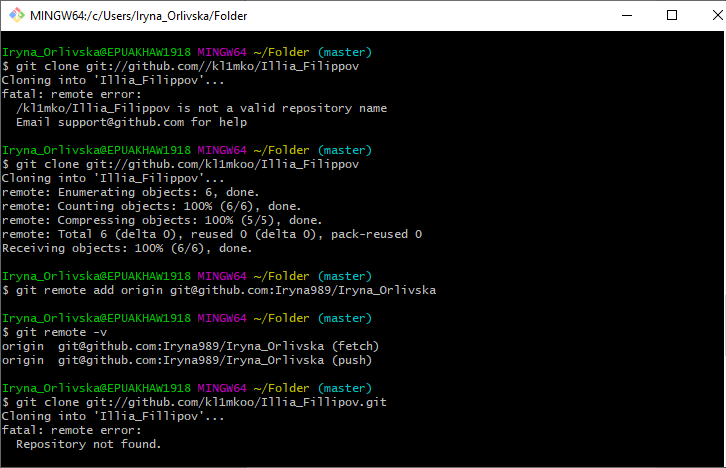 MINGW64:/c/Users/Iryna_Orlivska/Folder
Iryna_Orlivska@EPUAKHAW1918 MINGW64 ~/Folder (master)
$ git clone git://github.com//kl1mko/Illia_Filippov
Cloning into 'Illia_Filippov'...
fatal: remote error:
  /kl1mko/Illia_Filippov is not a valid repository name
  Email support@github.com for help
Iryna_Orlivska@EPUAKHAW1918 MINGW64 ~/Folder (master)
$ git clone git://github.com/kl1mkoo/Illia_Filippov
Cloning into 'Illia_Filippov'...
remote: Enumerating objects: 6, done.
remote: Counting objects: 100% (6/6), done.
remote: Compressing objects: 100% (5/5), done.
remote: Total 6 (delta 0), reused 0 (delta 0), pack-reused 0
Receiving objects: 100% (6/6), done.
Iryna_Orlivska@EPUAKHAW1918 MINGW64 ~/Folder (master)
$ git remote add origin git@github.com:Iryna989/Iryna_Orlivska
Iryna_Orlivska@EPUAKHAW1918 MINGW64 ~/Folder (master)
$ git remote -v
origin  git@github.com:Iryna989/Iryna_Orlivska (fetch)
origin  git@github.com:Iryna989/Iryna_Orlivska (push)
Iryna_Orlivska@EPUAKHAW1918 MINGW64 ~/Folder (master)
$ git clone git://github.com/kl1mkoo/Illia_Fillipov.git
Cloning into 'Illia_Fillipov'...
fatal: remote error:
  Repository not found.